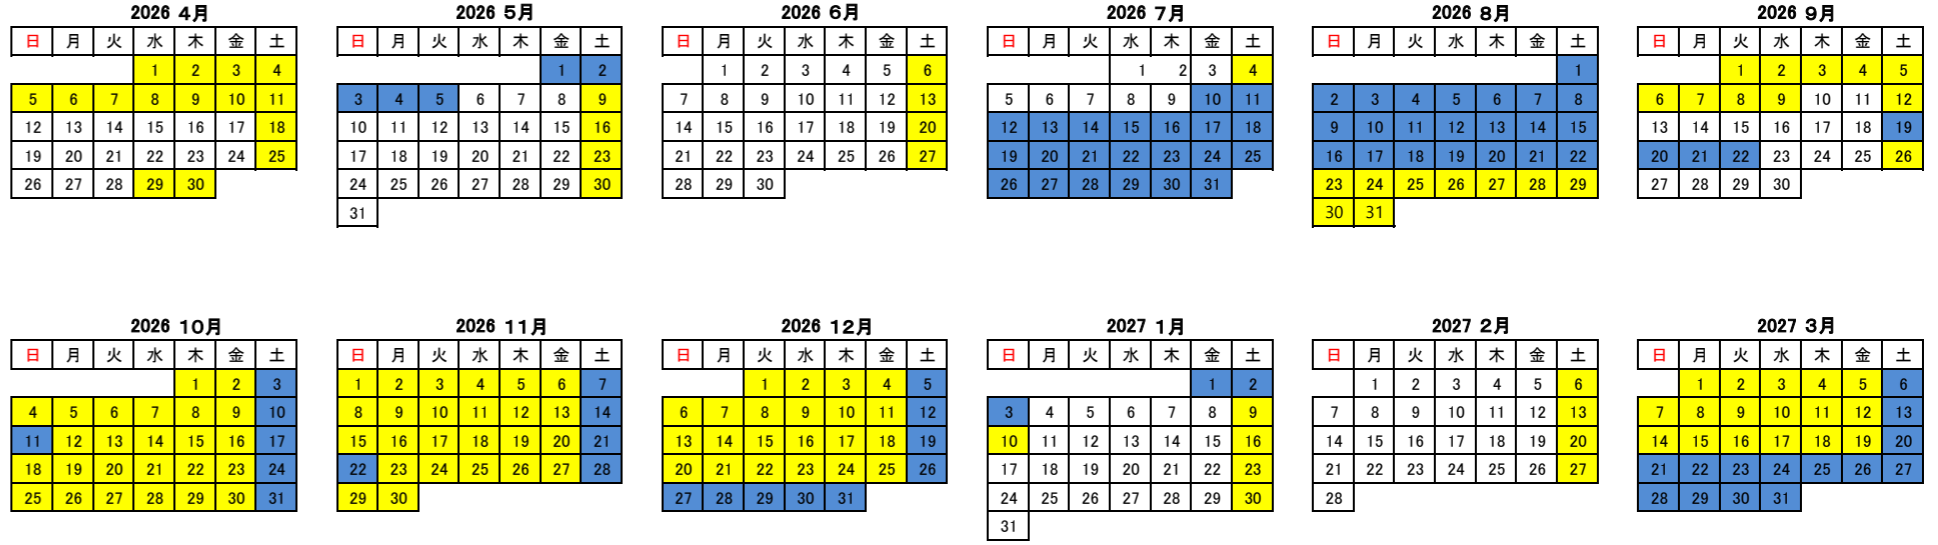 2026 4月
日 月 火 水 木 金 土
1 2 3 4
5 6 7 8 9 10 11
12 13 14 15 16 17 18
19 20 21 22 23 24 25
26 27 28 29 30
2026 5月
日 月 火 水 木 金 土
1 2
3 4 5 6 7 8 9
10 11 12 13 14 15 16
17 18 19 20 21 22 23
24 25 26 27 28 29 30
31
2026 6月
日 月 火 水 木 金 土
1 2 3 4 5 6
7 8 9 10 11 12 13
14 15 16 17 18 19 20
21 22 23 24 25 26 27
28 29 30
2026 7月
日 月 火 水 木 金 土
1 2 3 4
5 6 7 8 9 10 11
12 13 14 15 16 17 18
19 20 21 22 23 24 25
26 27 28 29 30 31
2026 8月
日 月 火 水 木 金 土
1
2 3 4 5 6 7 8
9 10 11 12 13 14 15
16 17 18 19 20 21 22
23 24 25 26 27 28 29
30 31
2026 9月
日 月 火 水 木 金 土
1 2 3 4 5
6 7 8 9 10 11 12
13 14 15 16 17 18 19
20 21 22 23 24 25 26
27 28 29 30
2026 10月
日 月 火 水 木 金 土
1 2 3
4 5 6 7 8 9 10
11 12 13 14 15 16 17
18 19 20 21 22 23 24
25 26 27 28 29 30 31
2026 11月
日 月 火 水 木 金 土
1 2 3 4 5 6 7
8 9 10 11 12 13 14
15 16 17 18 19 20 21
22 23 24 25 26 27 28
29 30
2026 12月
日 月 火 水 木 金 土
1 2 3 4 5
6 7 8 9 10 11 12
13 14 15 16 17 18 19
20 21 22 23 24 25 26
27 28 29 30 31
2027 1月
日 月 火 水 木 金 土
1 2
3 4 5 6 7 8 9
10 11 12 13 14 15 16
17 18 19 20 21 22 23
24 25 26 27 28 29 30
31
2027 2月
日 月 火 水 木 金 土
1 2 3 4 5 6
7 8 9 10 11 12 13
14 15 16 17 18 19 20
21 22 23 24 25 26 27
28
2027 3月
日 月 火 水 木 金 土
1 2 3 4 5 6
7 8 9 10 11 12 13
14 15 16 17 18 19 20
21 22 23 24 25 26 27
28 29 30 31